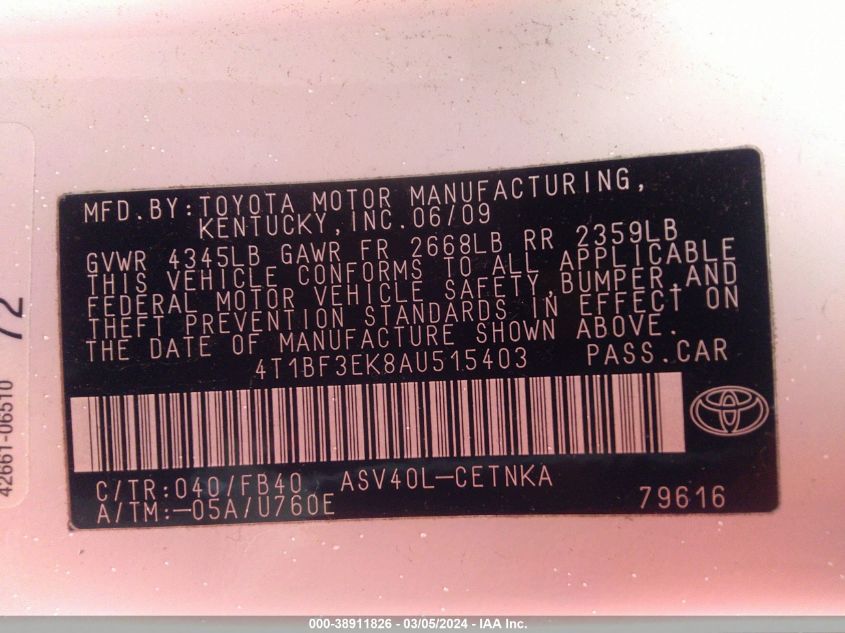 MFD.BY:TOYOTA MOTOR MANUFACTURING,
KENTUCKY,INC.06/09
GVWR 4345LB GAWR FR 2668LB RR 2359LB
THIS VEHICLE CONFORMS TO ALL APPLICABLE
FEDERAL MOTOR VEHICLE SAFETY,BUMPER,AND
THEFT PREVENTION STANDARDS IN EFFECT ON
THE DATE OF MANUFACTURE SHOWN ABOVE.
4T1BF3EK8AU515403 PASS.CAR
C/TR:040/FB40 ASV40L-CETNKA
A/TM:-05A/U760E 79616
72
42661-06510
000-38911826 - 03/05/2024 - IAA Inc.